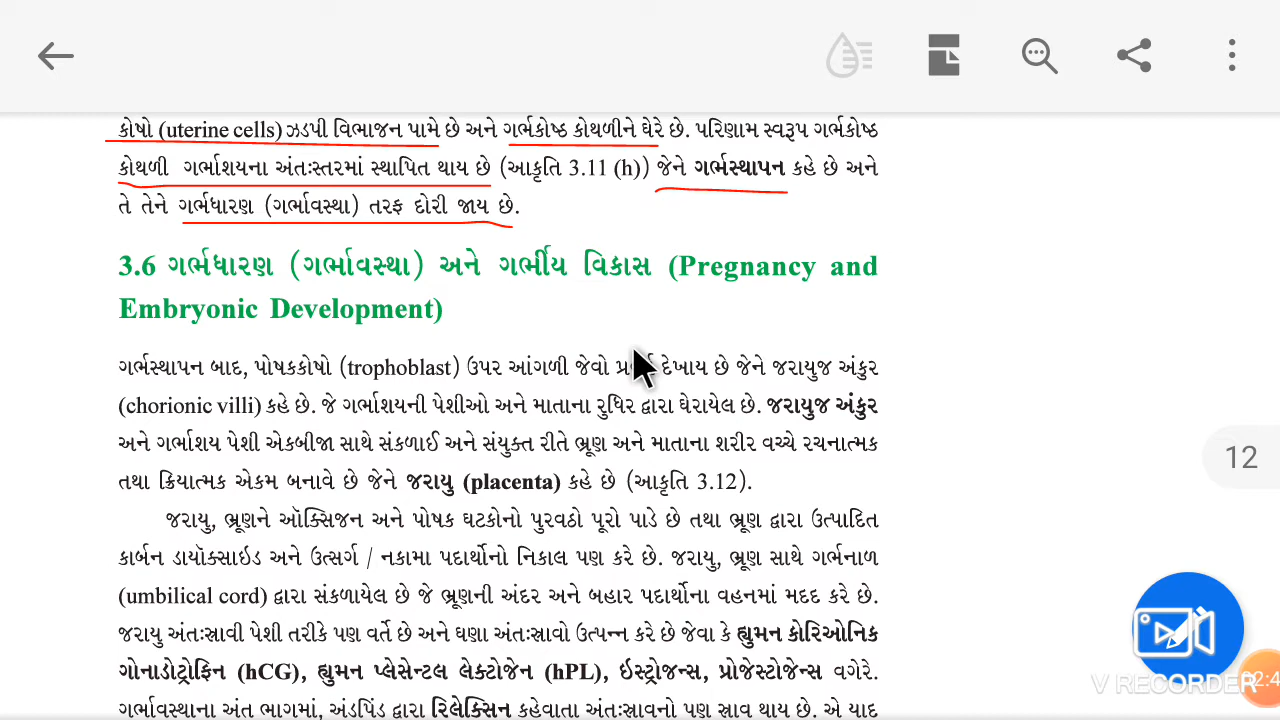 કોષો (uterine cells) ઝડપી વિભાજન પામે છે અને ગર્ભકોષ્ઠ કોથળીને ઘેરે છે. પરિણામ સ્વરૂપ ગર્ભકોષ્ઠ
કોથળી ગર્ભાશયના અંતઃસ્તરમાં સ્થાપિત થાય છે (આકૃતિ 3.11 (h)) જેને ગર્ભસ્થાપન કહે છે અને
તે તેને ગર્ભધારણ (ગર્ભાવસ્થા) તરફ દોરી જાય છે.
3.6 ગર્ભધારણ (ગર્ભાવસ્થા) અને ગર્ભીય વિકાસ (Pregnancy and
Embryonic Development)
ગર્ભસ્થાપન બાદ, પોષકકોષો (trophoblast) ઉપર આંગળી જેવો દેખાય છે જેને જરાયુજ અંકુર
(chorionic villi) કહે છે. જે ગર્ભાશયની પેશીઓ અને માતાના રુધિર દ્વારા ઘેરાયેલ છે. જરાયુજ અંકુર
અને ગર્ભાશય પેશી એકબીજા સાથે સંકળાઈ અને સંયુક્ત રીતે ભ્રૂણ અને માતાના શરીર વચ્ચે રચનાત્મક
તથા ક્રિયાત્મક એકમ બનાવે છે જેને જરાયુ (placenta) કહે છે (આકૃતિ 3.12).
12
જરાયુ, ભ્રૂણને ઑક્સિજન અને પોષક ઘટકોનો પુરવઠો પૂરો પાડે છે તથા ભ્રૂણ દ્વારા ઉત્પાદિત
કાર્બન ડાયૉક્સાઇડ અને ઉત્સર્ગ / નકામા પદાર્થોનો નિકાલ પણ કરે છે. જરાયુ, ભ્રૂણ સાથે ગર્ભનાળ
(umbilical cord) દ્વારા સંકળાયેલ છે જે ભ્રૂણની અંદર અને બહાર પદાર્થોના વહનમાં મદદ કરે છે.
જરાયુ અંતઃસ્રાવી પેશી તરીકે પણ વર્તે છે અને ઘણા અંતઃસ્રાવો ઉત્પન્ન કરે છે જેવા કે હ્યુમન કોરિઓનિક
ગોનાડોટ્રોફિન (hCG), હ્યુમન પ્લેસેન્ટલ લેક્ટોજેન (hPL), ઇસ્ટ્રોજન્સ, પ્રોજેસ્ટોજેન્સ વગેરે.
V RECORDER
ગર્ભાવસ્થાના અંત ભાગમાં, અંડપિંડ દ્વારા રિલેક્સિન કહેવાતા અંતઃસ્રાવનો પણ સ્રાવ થાય છે. એ યાદ